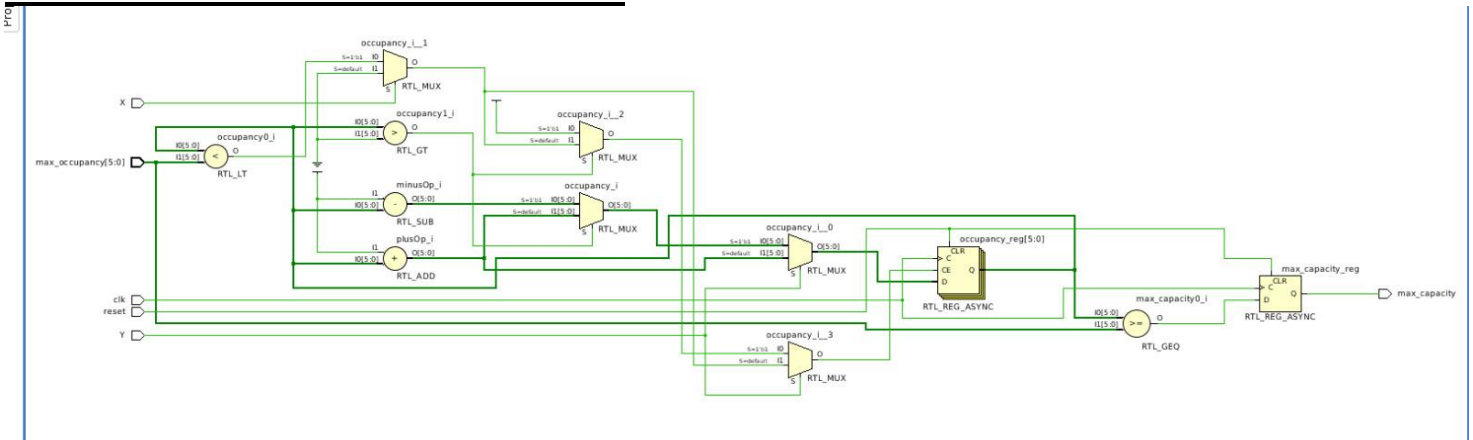 Pro
occupancy_i__1
S=1'b1 I0
S=default I1
O
S
RTL_MUX
X
occupancy1_i
I0[5:0]
I1[5:0]
>
O
RTL_GT
occupancy_i__2
S=1'b1 I0
S=default I1
O
S
RTL_MUX
occupancy0_i
I0[5:0]
I1[5:0]
<
O
RTL_LT
max_occupancy[5:0]
minusOp_i
I1
I0[5:0]
-
O[5:0]
RTL_SUB
occupancy_i
S=1'b1 I0[5:0]
S=default I1[5:0]
O[5:0]
S
RTL_MUX
plusOp_i
I1
I0[5:0]
+
O[5:0]
RTL_ADD
occupancy_i__0
S=1'b1 I0[5:0]
S=default I1[5:0]
O[5:0]
S
RTL_MUX
occupancy_reg[5:0]
CLR
C
CE
D
Q
RTL_REG_ASYNC
max_capacity_reg
CLR
C
D
Q
RTL_REG_ASYNC
max_capacity
clk
reset
Y
max_capacity0_i
I0[5:0]
I1[5:0]
>=
O
RTL_GEQ
occupancy_i__3
S=1'b1 I0
S=default I1
O
S
RTL_MUX